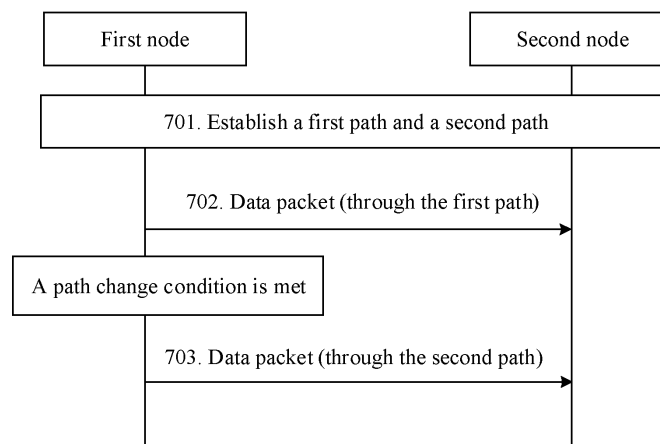 First node
Second node
701. Establish a first path and a second path
702. Data packet (through the first path)
A path change condition is met
703. Data packet (through the second path)